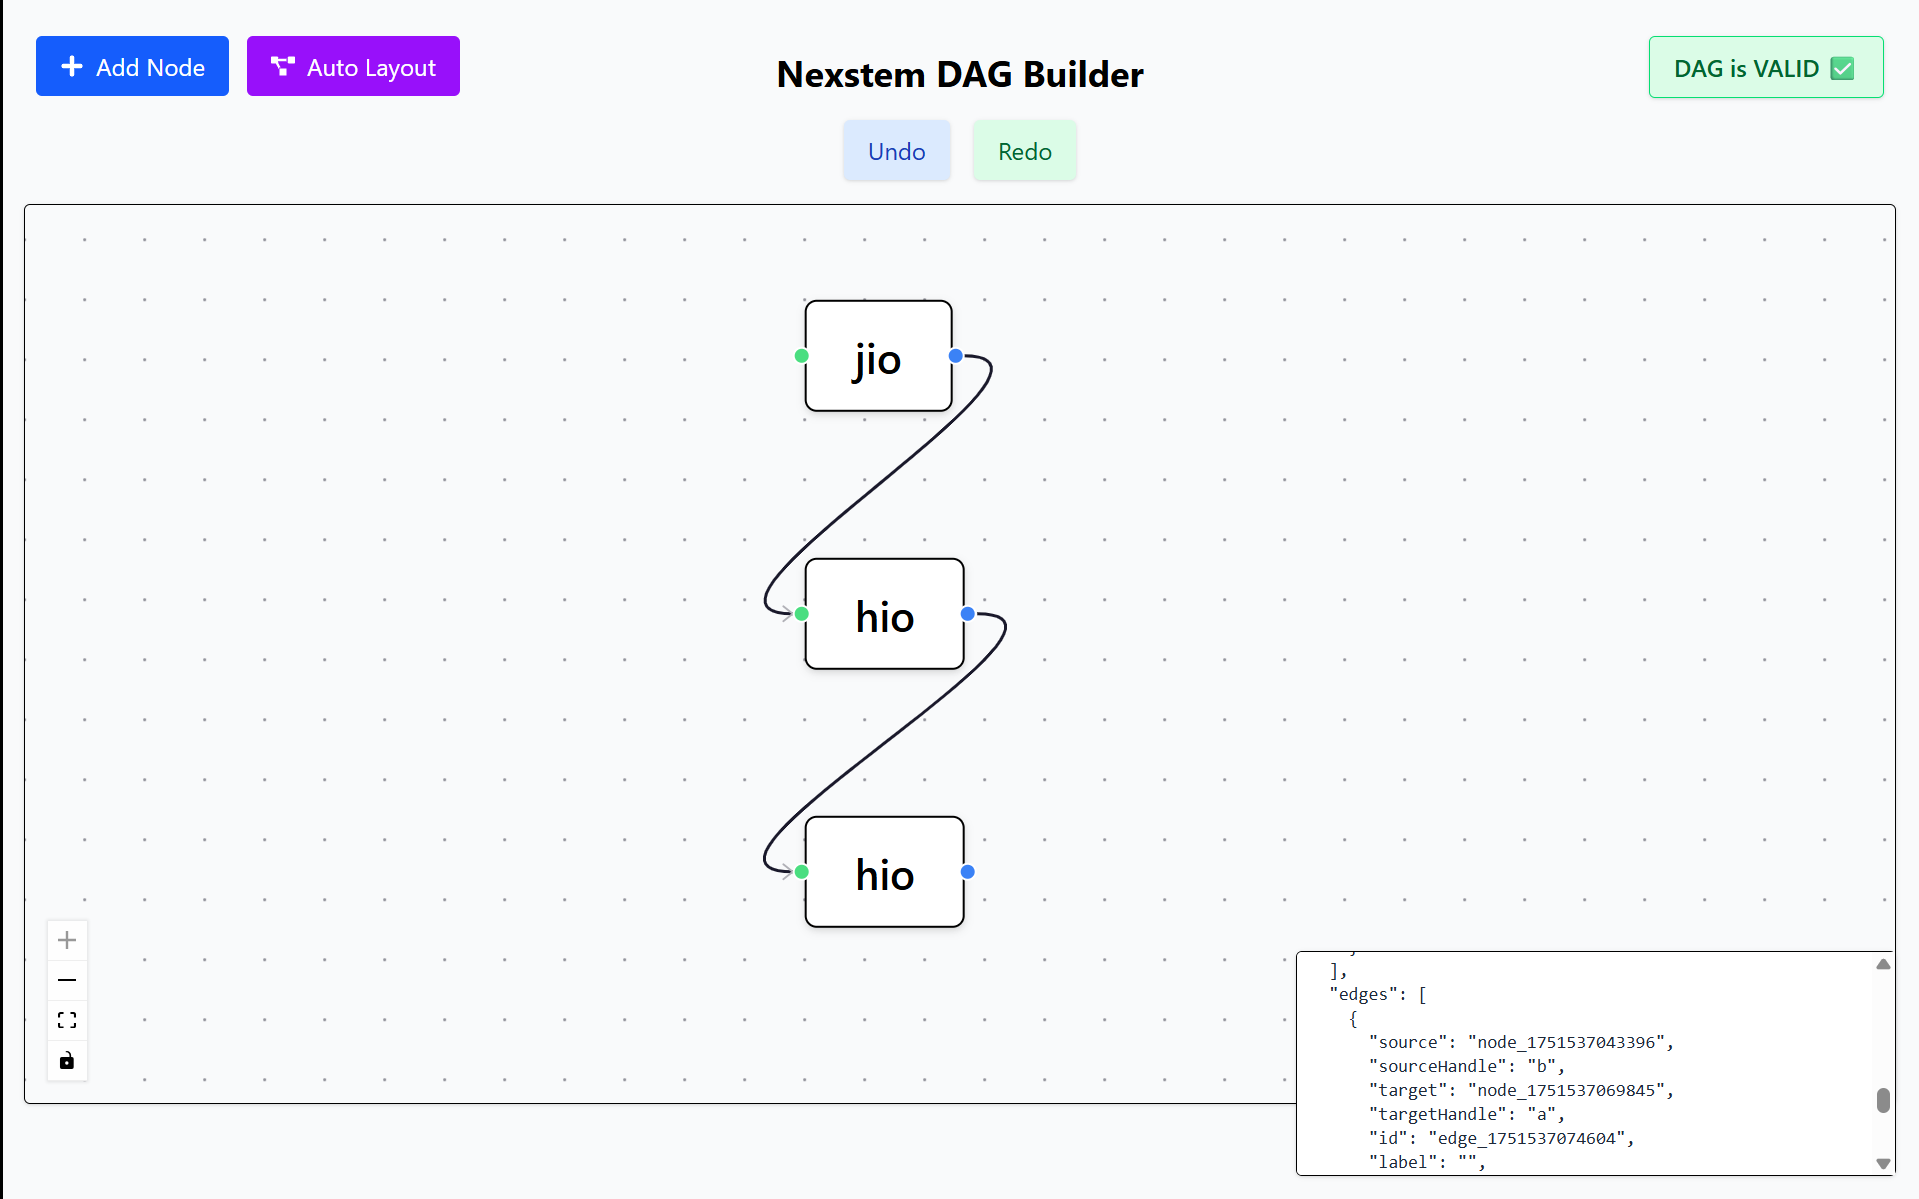 Add Node
Auto Layout
Nexstem DAG Builder
DAG is VALID ✅
Undo
Redo
jio
hio
hio
],
"edges": [
{
"source": "node_1751537043396",
"sourceHandle": "b",
"target": "node_1751537069845",
"targetHandle": "a",
"id": "edge_1751537074604",
"label": "",